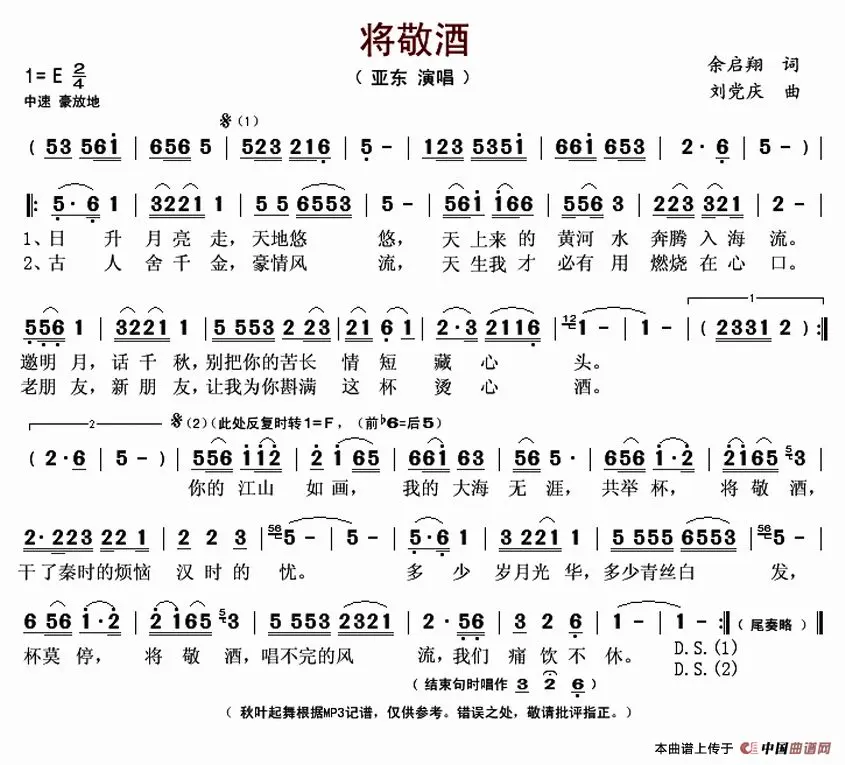 将敬酒
1=E 2/4
（亚东 演唱）
余启翔 词
中速 豪放地
刘党庆 曲
𝄋(1)
( 53 561 | 656 5 | 523 216 | 5 - | 123 5351 | 661 653 | 2· 6 | 5 - ) |
‖: 5· 6 1 | 3221 1 | 5 5 6553 | 5 - | 561 166 | 556 3 | 223 321 | 2 - |
1、日 升 月 亮 走，天地悠 悠， 天 上来 的 黄河 水 奔腾 入 海 流。
2、古 人 舍 千 金，豪情风 流， 天 生我 才 必有 用 燃烧 在 心 口。
1
556 1 | 3221 1 | 5 553 2 23 | 21 6 1 | 2·3 2116 | 12 1 - | 1 - | ( 2331 2 ) :‖
邀明 月，话 千 秋，别把你的苦长 情 短 藏 心 头。
老朋 友，新 朋 友，让我为你斟满 这 杯 烫 心 酒。
2 𝄋(2)(此处反复时转1=F，(前♭6=后5)
( 2·6 | 5 - ) | 556 112 | 2 1 65 | 661 63 | 56 5· | 656 1·2 | 2165 5 3 |
你的 江山 如 画， 我的 大海 无 涯， 共举 杯， 将 敬 酒，
2·223 22 1 | 2 2 3 | 56 5 - | 5 - | 5· 6 1 | 3 221 1 | 5 555 6553 | 56 5 - |
干了秦时的烦恼 汉 时 的 忧。 多 少 岁月光 华，多少青丝白 发，
6 56 1·2 | 2 165 5 3 | 5 553 2321 | 2· 56 | 3 2 6 | 1 - | 1 - :‖ ( 尾奏略 ) ‖
杯莫 停， 将 敬 酒，唱不完的风 流，我们 痛 饮 不 休。 D.S.(1)
D.S.(2)
( 结束句时唱作 3 2 6 )
( 秋叶起舞根据MP3记谱，仅供参考。错误之处，敬请批评指正。)
本曲谱上传于 中国曲谱网